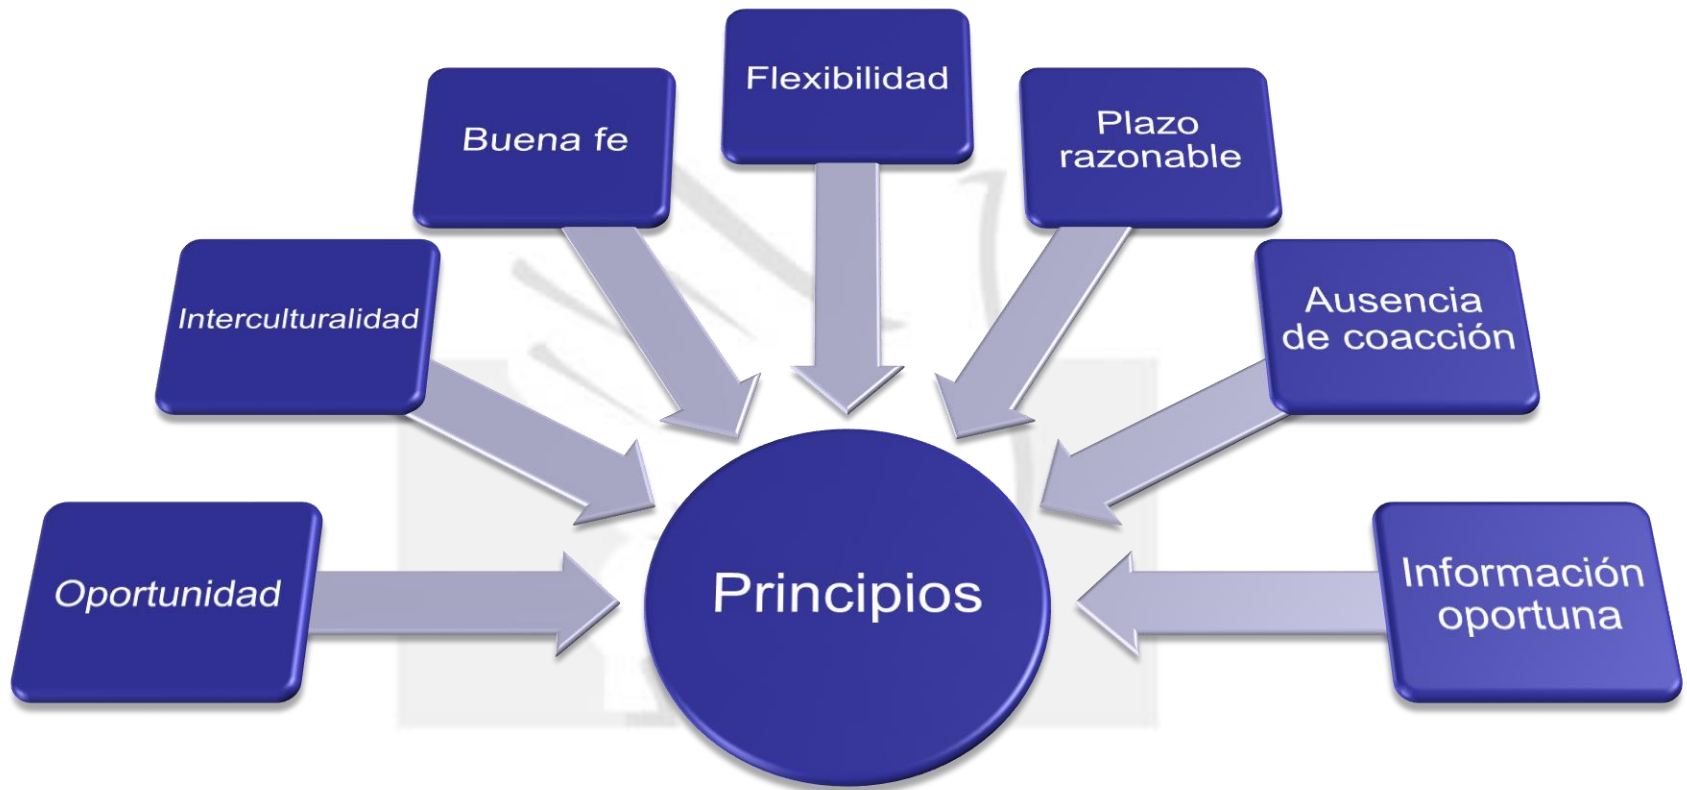 Flexibilidad
Buena fe
Plazo
razonable
Interculturalidad
Ausencia
de coacción
Oportunidad
Principios
Información
oportuna